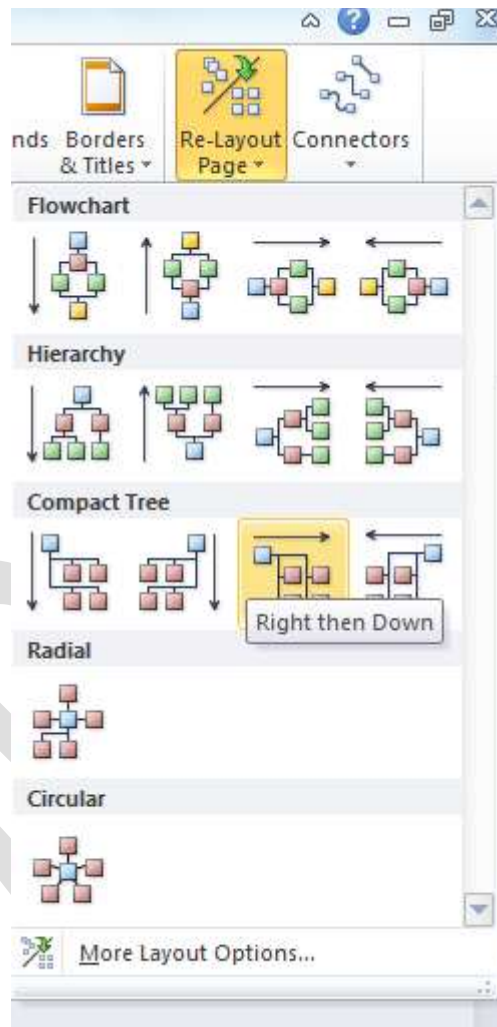 nds Borders Re-Layout Connectors
& Titles Page
Flowchart
Hierarchy
Compact Tree
Right then Down
Radial
Circular
More Layout Options...